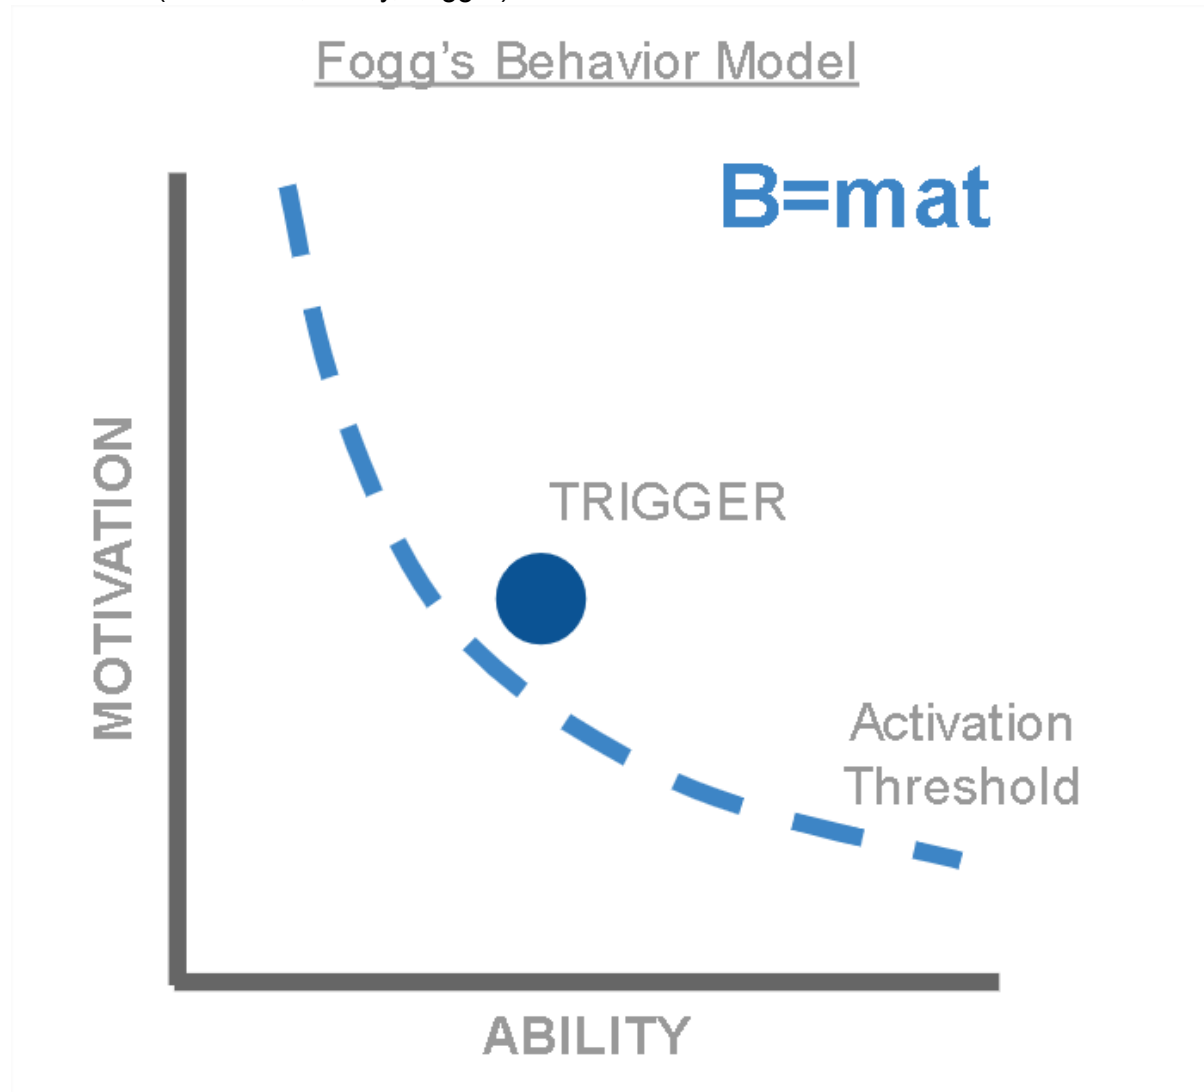 Fogg's Behavior Model
B=mat
MOTIVATION
TRIGGER
Activation
Threshold
ABILITY